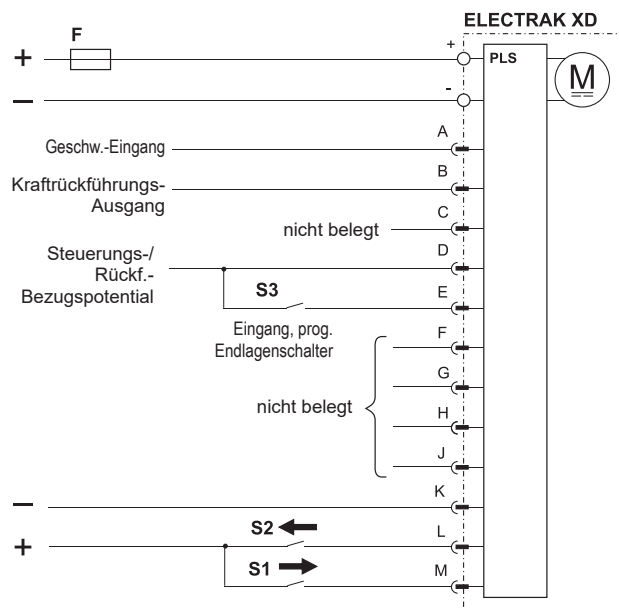 ELECTRAK XD
F
+
PLS
+
M
–
-
A
Geschw.-Eingang
B
Kraftrückführungs-
Ausgang
C
nicht belegt
D
Steuerungs-/
Rückf.-
Bezugspotential
S3
E
Eingang, prog.
Endlagenschalter
F
G
nicht belegt
H
J
K
–
S2
L
+
S1
M